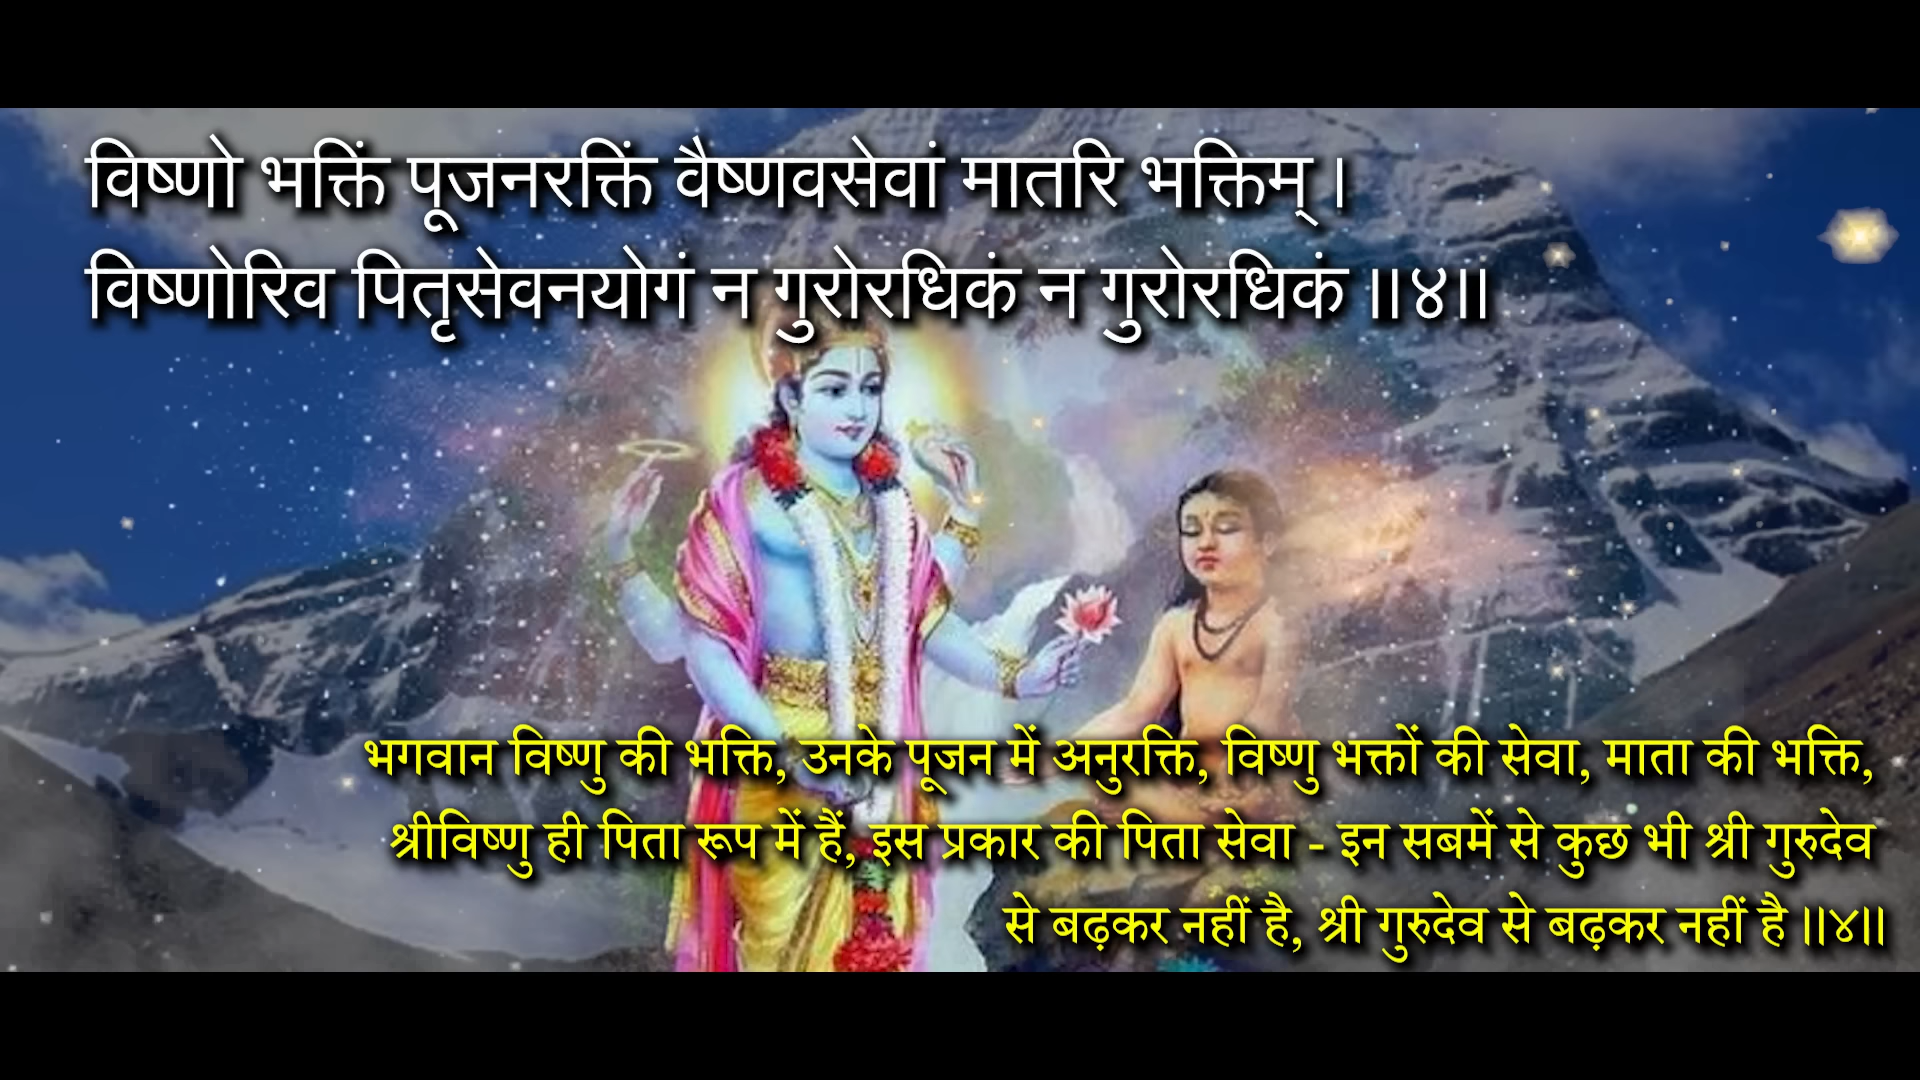 विष्णो भक्तिं पूजनरक्तिं वैष्णवसेवां मातरि भक्तिम् ।
विष्णोरिव पितृसेवनयोगं न गुरोरधिकं न गुरोरधिकं ॥४॥
भगवान विष्णु की भक्ति, उनके पूजन में अनुरक्ति, विष्णु भक्तों की सेवा, माता की भक्ति,
श्रीविष्णु ही पिता रूप में हैं, इस प्रकार की पिता सेवा - इन सबमें से कुछ भी श्री गुरुदेव
से बढ़कर नहीं है, श्री गुरुदेव से बढ़कर नहीं है ॥४॥